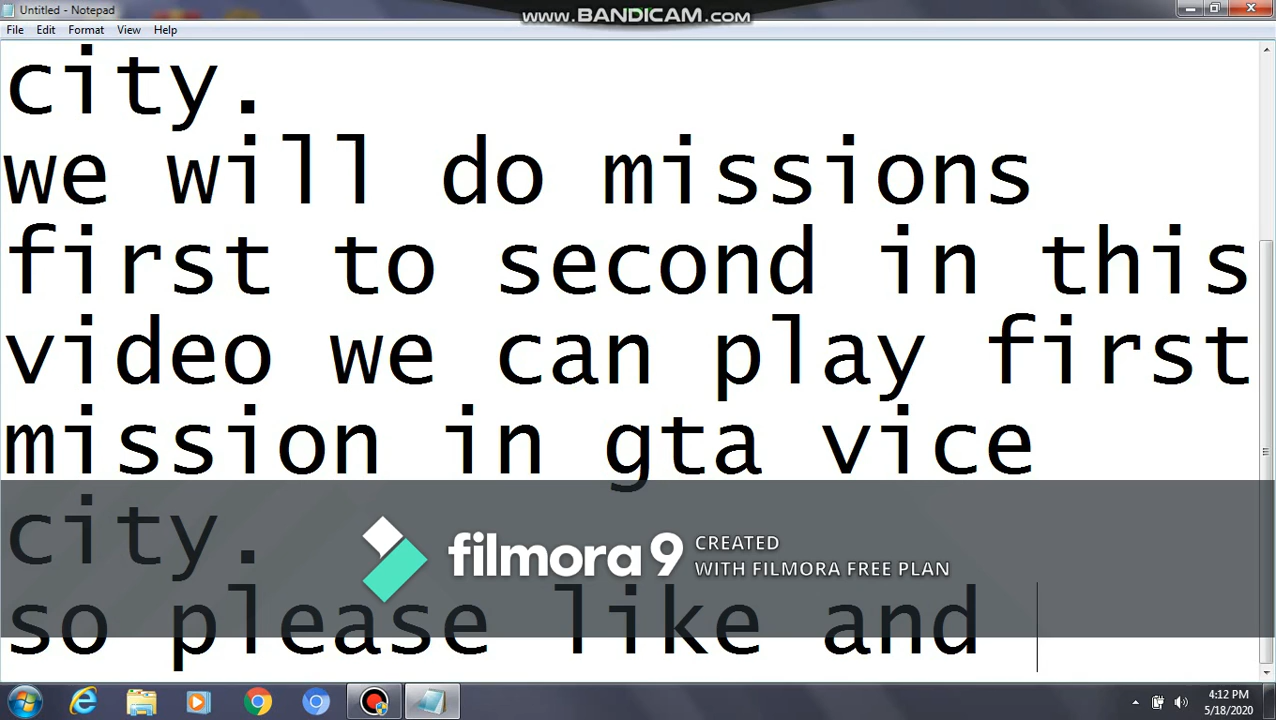 Untitled - Notepad
www.BANDICAM.com
File Edit Format View Help
city.
we will do missions
first to second in this
video we can play first
mission in gta vice
city.
filmora9 CREATED
WITH FILMORA FREE PLAN
so please like and
4:12 PM
5/18/2020